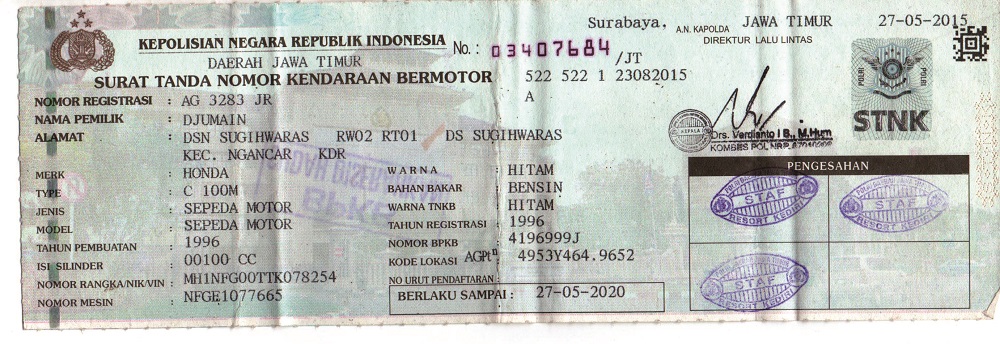 KEPOLISIAN NEGARA REPUBLIK INDONESIA
DAERAH JAWA TIMUR
SURAT TANDA NOMOR KENDARAAN BERMOTOR
No.: 03407684 /JT
522 522 1 23082015
A
Surabaya, JAWA TIMUR 27-05-2015
A.N. KAPOLDA
DIREKTUR LALU LINTAS
POLRI POLRI
STNK
KEPALA
Drs. Verdianto I B., M.Hum
KOMBES POL NRP
NOMOR REGISTRASI : AG 3283 JR
NAMA PEMILIK : DJUMAIN
ALAMAT : DSN SUGIHWARAS RW02 RT01 DS SUGIHWARAS
KEC. NGANCAR KDR
MERK : HONDA
TYPE : C 100M
JENIS : SEPEDA MOTOR
MODEL : SEPEDA MOTOR
TAHUN PEMBUATAN : 1996
ISI SILINDER : 00100 CC
NOMOR RANGKA/NIK/VIN : MH1NFG00TTK078254
NOMOR MESIN : NFGE1077665
WARNA : HITAM
BAHAN BAKAR : BENSIN
WARNA TNKB : HITAM
TAHUN REGISTRASI : 1996
NOMOR BPKB : 4196999J
KODE LOKASI AGPtⁿ : 4953Y464.9652
NO URUT PENDAFTARAN :
BERLAKU SAMPAI : 27-05-2020
PENGESAHAN
STAF
RESORT KEDIRI
STAF
RESORT KEDIRI
STAF
RESORT KEDIRI
BPKB